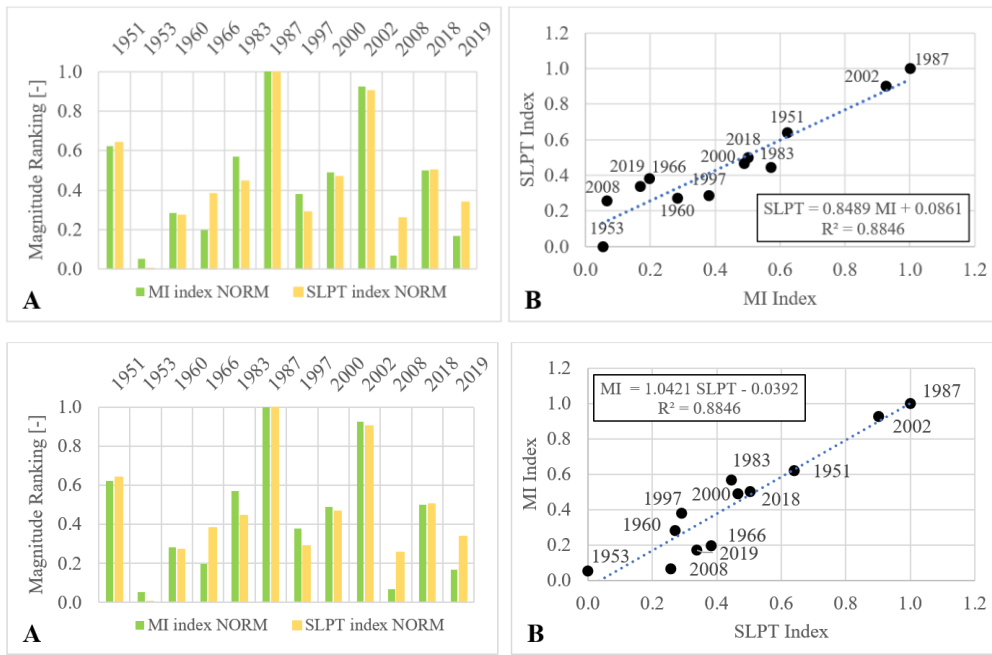 1951 1953 1960 1966 1983 1987 1997 2000 2002 2008 2018 2019
Magnitude Ranking [-]
1.0
0.8
0.6
0.4
0.2
0.0
MI index NORM SLPT index NORM
A
SLPT Index
1.2
1.0
0.8
0.6
0.4
0.2
0.0
1987
2002
1951
2018
2000
1983
2019
1966
1997
2008
1960
1953
SLPT = 0.8489 MI + 0.0861
R² = 0.8846
0.0 0.2 0.4 0.6 0.8 1.0 1.2
MI Index
B
1951 1953 1960 1966 1983 1987 1997 2000 2002 2008 2018 2019
Magnitude Ranking [-]
1.0
0.8
0.6
0.4
0.2
0.0
MI index NORM SLPT index NORM
A
MI Index
1.2
1.0
0.8
0.6
0.4
0.2
0.0
MI = 1.0421 SLPT - 0.0392
R² = 0.8846
1987
2002
1983
1951
2000
2018
1997
1960
1966
2019
1953
2008
0.0 0.2 0.4 0.6 0.8 1.0 1.2
SLPT Index
B